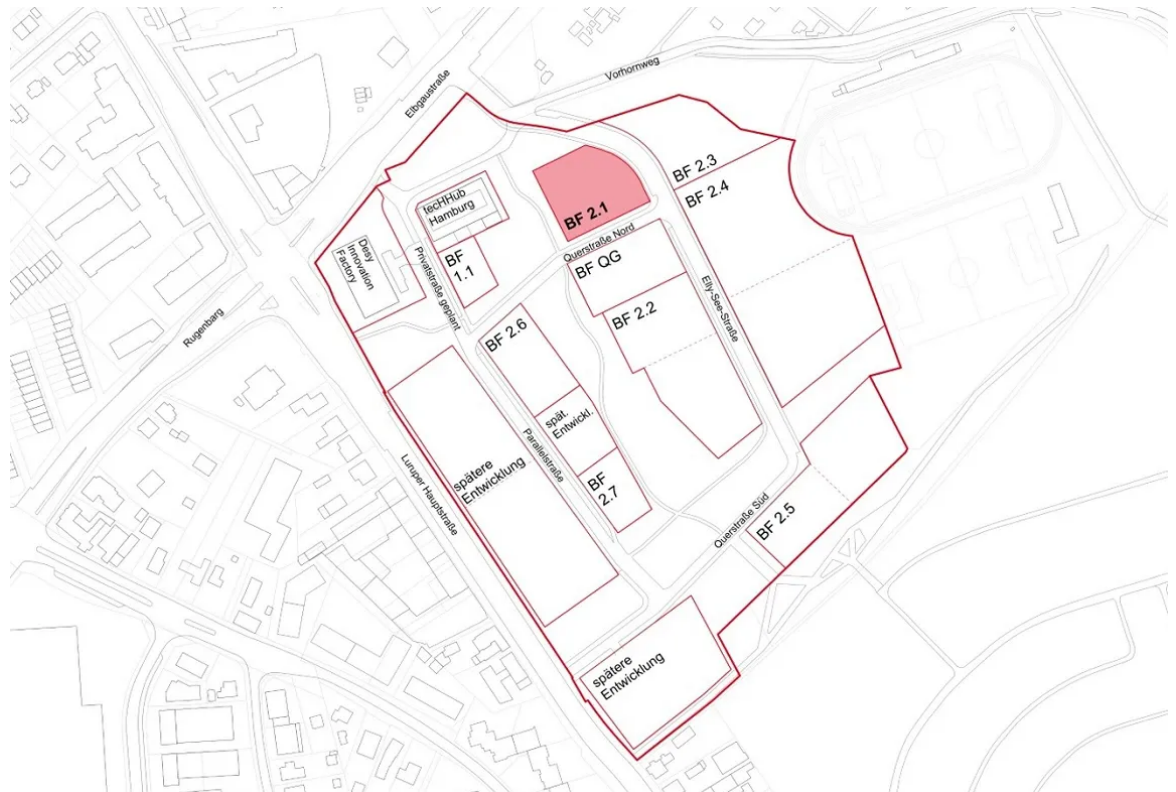 Elbgaustraße
Vorhornweg
BF 2.3
BF 2.4
tecHHub
Hamburg
BF 2.1
Desy
Innovation
Factory
BF
1.1
Privatstraße geplant
Querstraße Nord
BF QG
Elly-See-Straße
Rugenbarg
BF 2.2
BF 2.6
spät.
Entwickl.
Parallelstraße
spätere
Entwicklung
BF
2.7
Luruper Hauptstraße
Querstraße Süd
BF 2.5
spätere
Entwicklung